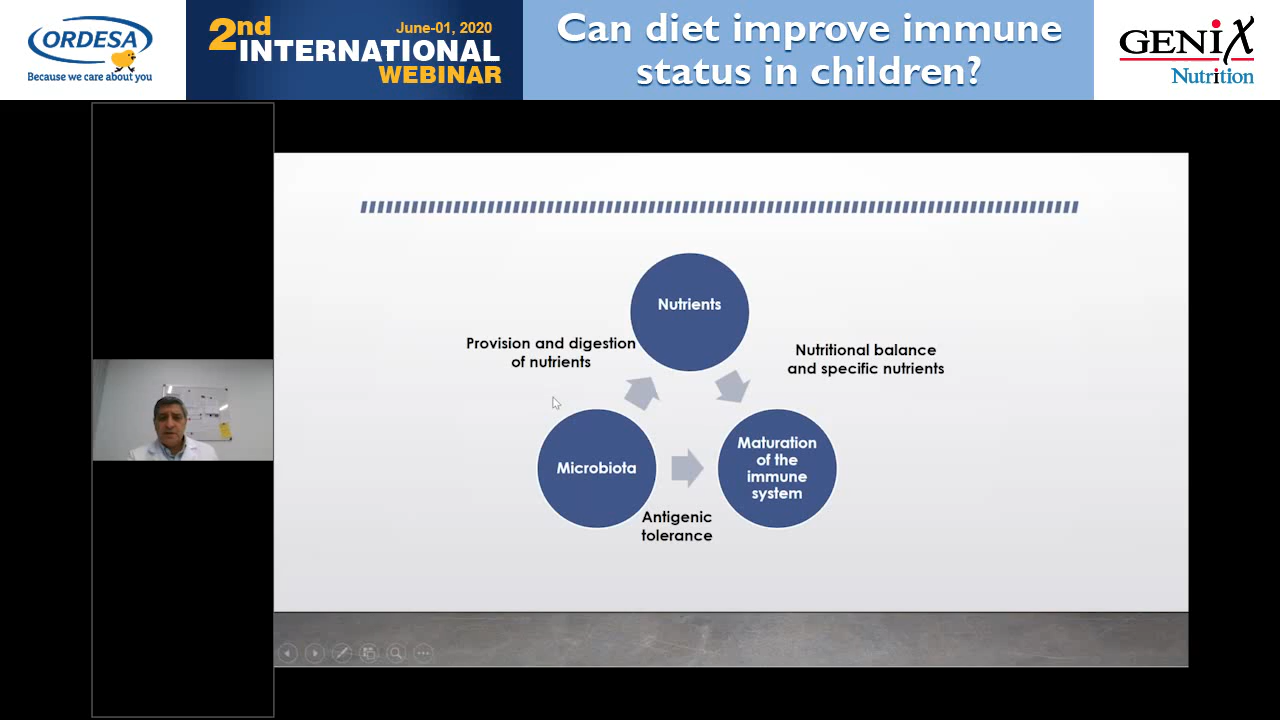 ORDESA
Because we care about you
2nd
June-01, 2020
INTERNATIONAL
WEBINAR
Can diet improve immune
status in children?
GENiX
Nutrition
Nutrients
Provision and digestion
of nutrients
Nutritional balance
and specific nutrients
Microbiota
Maturation
of the
immune
system
Antigenic
tolerance